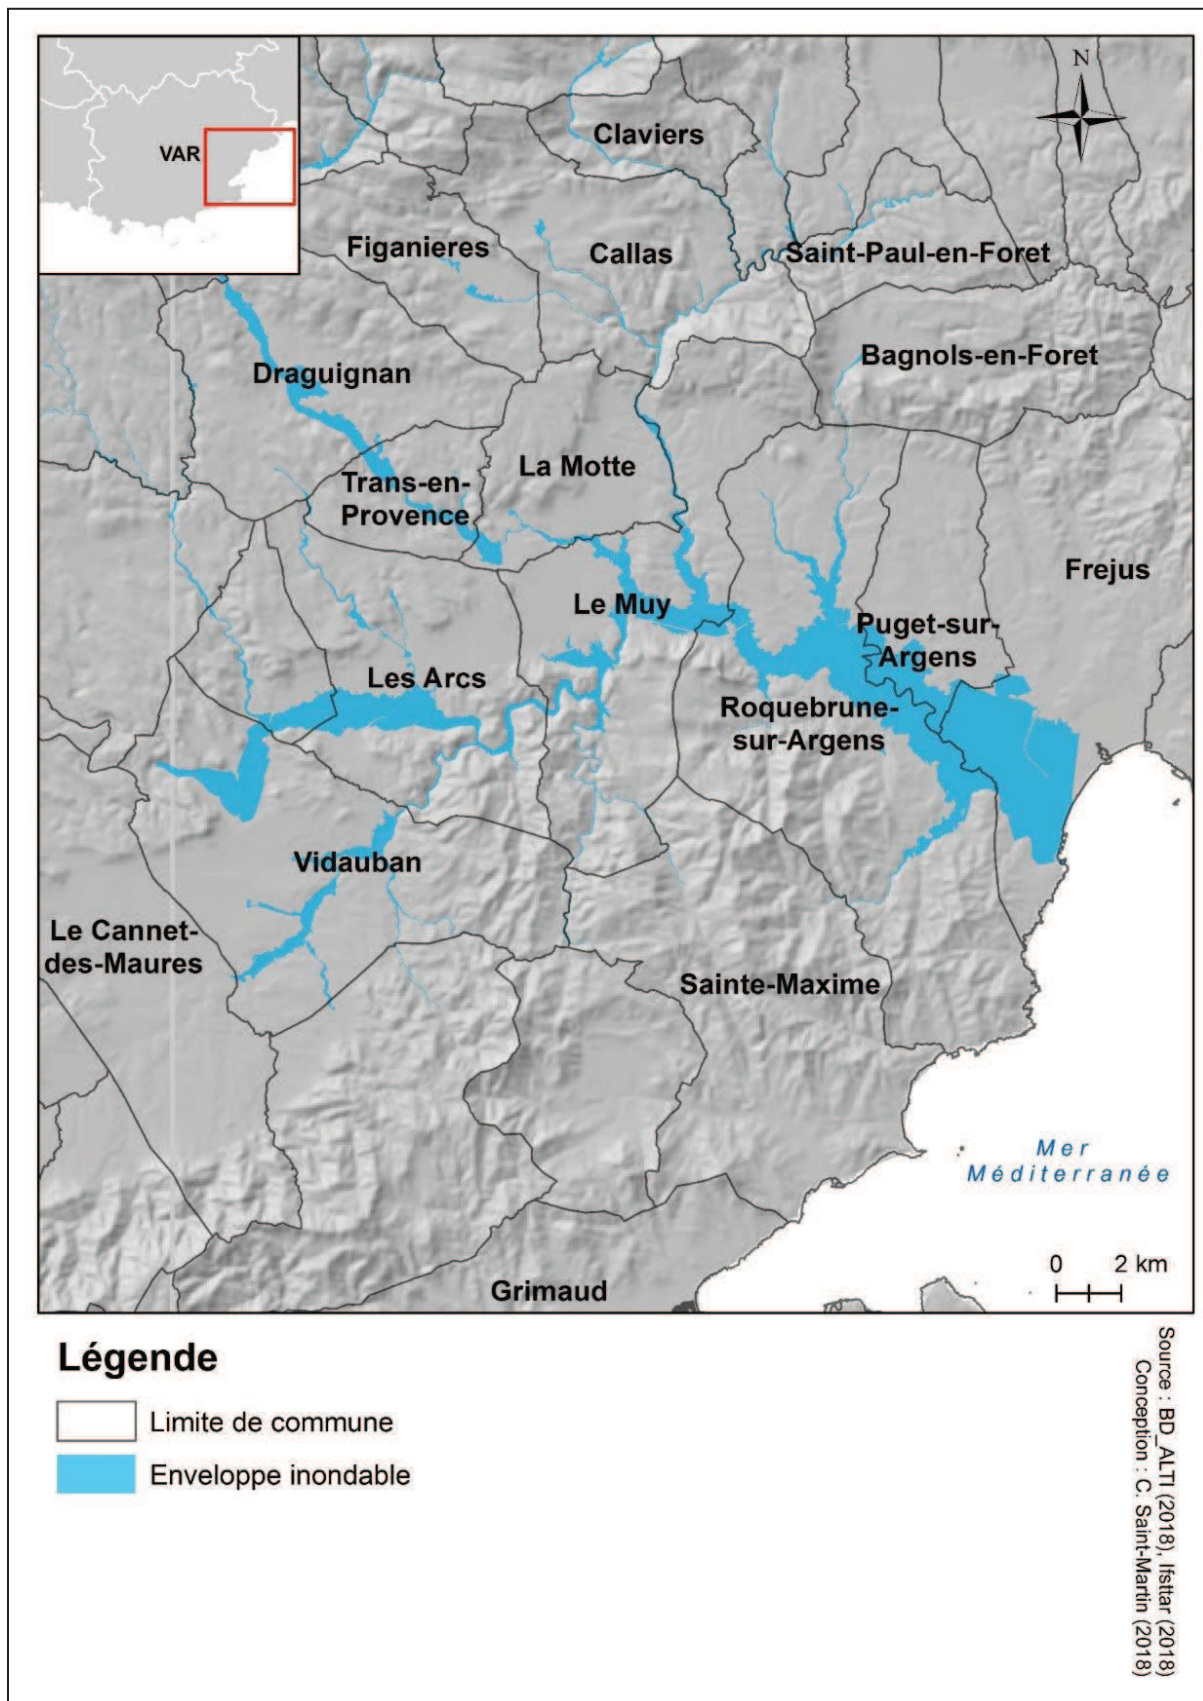 N
VAR
Claviers
Figanieres
Callas
Saint-Paul-en-Foret
Draguignan
Bagnols-en-Foret
La Motte
Trans-en-
Provence
Frejus
Le Muy
Puget-sur-
Argens
Les Arcs
Roquebrune-
sur-Argens
Vidauban
Le Cannet-
des-Maures
Sainte-Maxime
Mer
Méditerranée
0 2 km
Grimaud
Légende
Limite de commune
Enveloppe inondable
Source : BD_ALTI (2018), Ifsttar (2018)
Conception : C. Saint-Martin (2018)